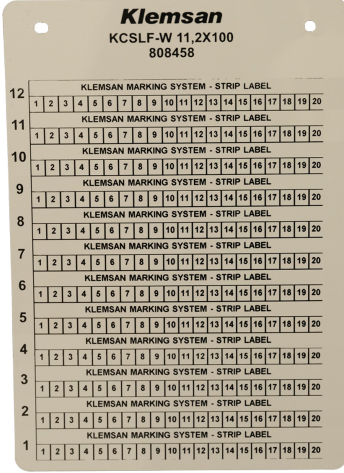 Klemsan
KCSLF-W 11,2X100
808458
KLEMSAN MARKING SYSTEM - STRIP LABEL
12 1 2 3 4 5 6 7 8 9 10 11 12 13 14 15 16 17 18 19 20
KLEMSAN MARKING SYSTEM - STRIP LABEL
11 1 2 3 4 5 6 7 8 9 10 11 12 13 14 15 16 17 18 19 20
KLEMSAN MARKING SYSTEM - STRIP LABEL
10 1 2 3 4 5 6 7 8 9 10 11 12 13 14 15 16 17 18 19 20
KLEMSAN MARKING SYSTEM - STRIP LABEL
9 1 2 3 4 5 6 7 8 9 10 11 12 13 14 15 16 17 18 19 20
KLEMSAN MARKING SYSTEM - STRIP LABEL
8 1 2 3 4 5 6 7 8 9 10 11 12 13 14 15 16 17 18 19 20
KLEMSAN MARKING SYSTEM - STRIP LABEL
7 1 2 3 4 5 6 7 8 9 10 11 12 13 14 15 16 17 18 19 20
KLEMSAN MARKING SYSTEM - STRIP LABEL
6 1 2 3 4 5 6 7 8 9 10 11 12 13 14 15 16 17 18 19 20
KLEMSAN MARKING SYSTEM - STRIP LABEL
5 1 2 3 4 5 6 7 8 9 10 11 12 13 14 15 16 17 18 19 20
KLEMSAN MARKING SYSTEM - STRIP LABEL
4 1 2 3 4 5 6 7 8 9 10 11 12 13 14 15 16 17 18 19 20
KLEMSAN MARKING SYSTEM - STRIP LABEL
3 1 2 3 4 5 6 7 8 9 10 11 12 13 14 15 16 17 18 19 20
KLEMSAN MARKING SYSTEM - STRIP LABEL
2 1 2 3 4 5 6 7 8 9 10 11 12 13 14 15 16 17 18 19 20
KLEMSAN MARKING SYSTEM - STRIP LABEL
1 1 2 3 4 5 6 7 8 9 10 11 12 13 14 15 16 17 18 19 20